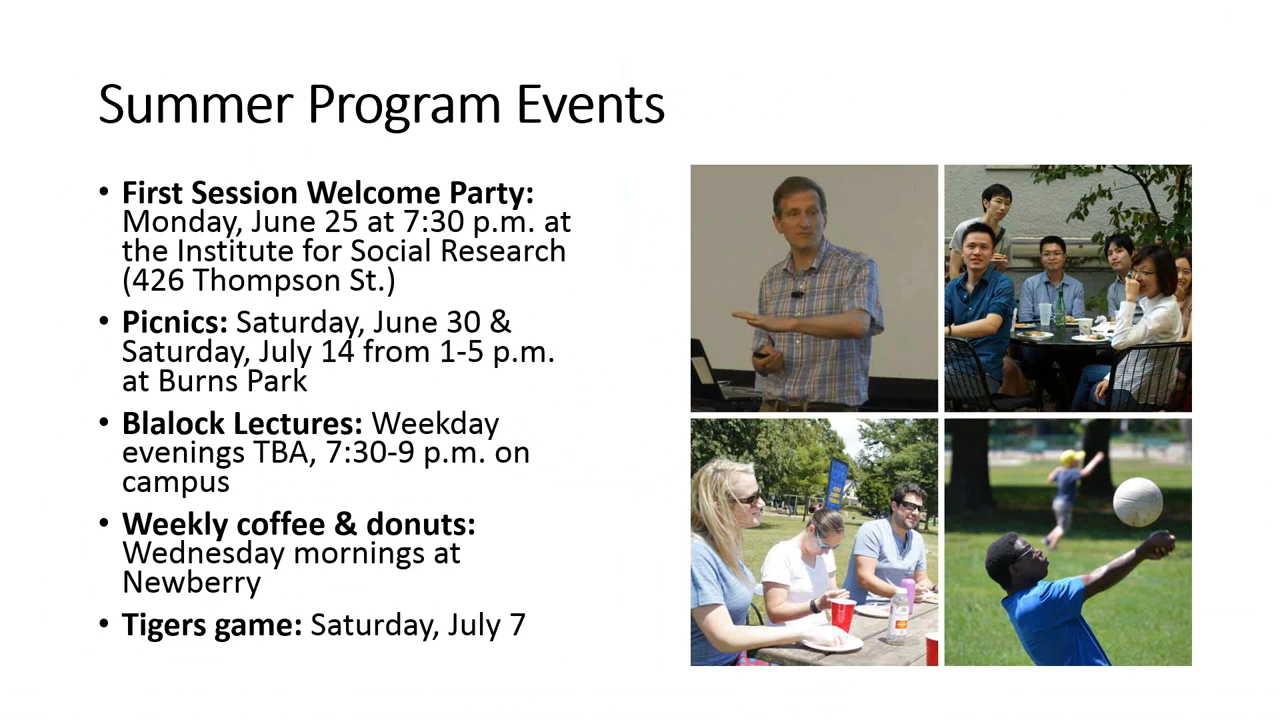 Summer Program Events
• First Session Welcome Party:
Monday, June 25 at 7:30 p.m. at
the Institute for Social Research
(426 Thompson St.)
• Picnics: Saturday, June 30 &
Saturday, July 14 from 1-5 p.m.
at Burns Park
• Blalock Lectures: Weekday
evenings TBA, 7:30-9 p.m. on
campus
• Weekly coffee & donuts:
Wednesday mornings at
Newberry
• Tigers game: Saturday, July 7